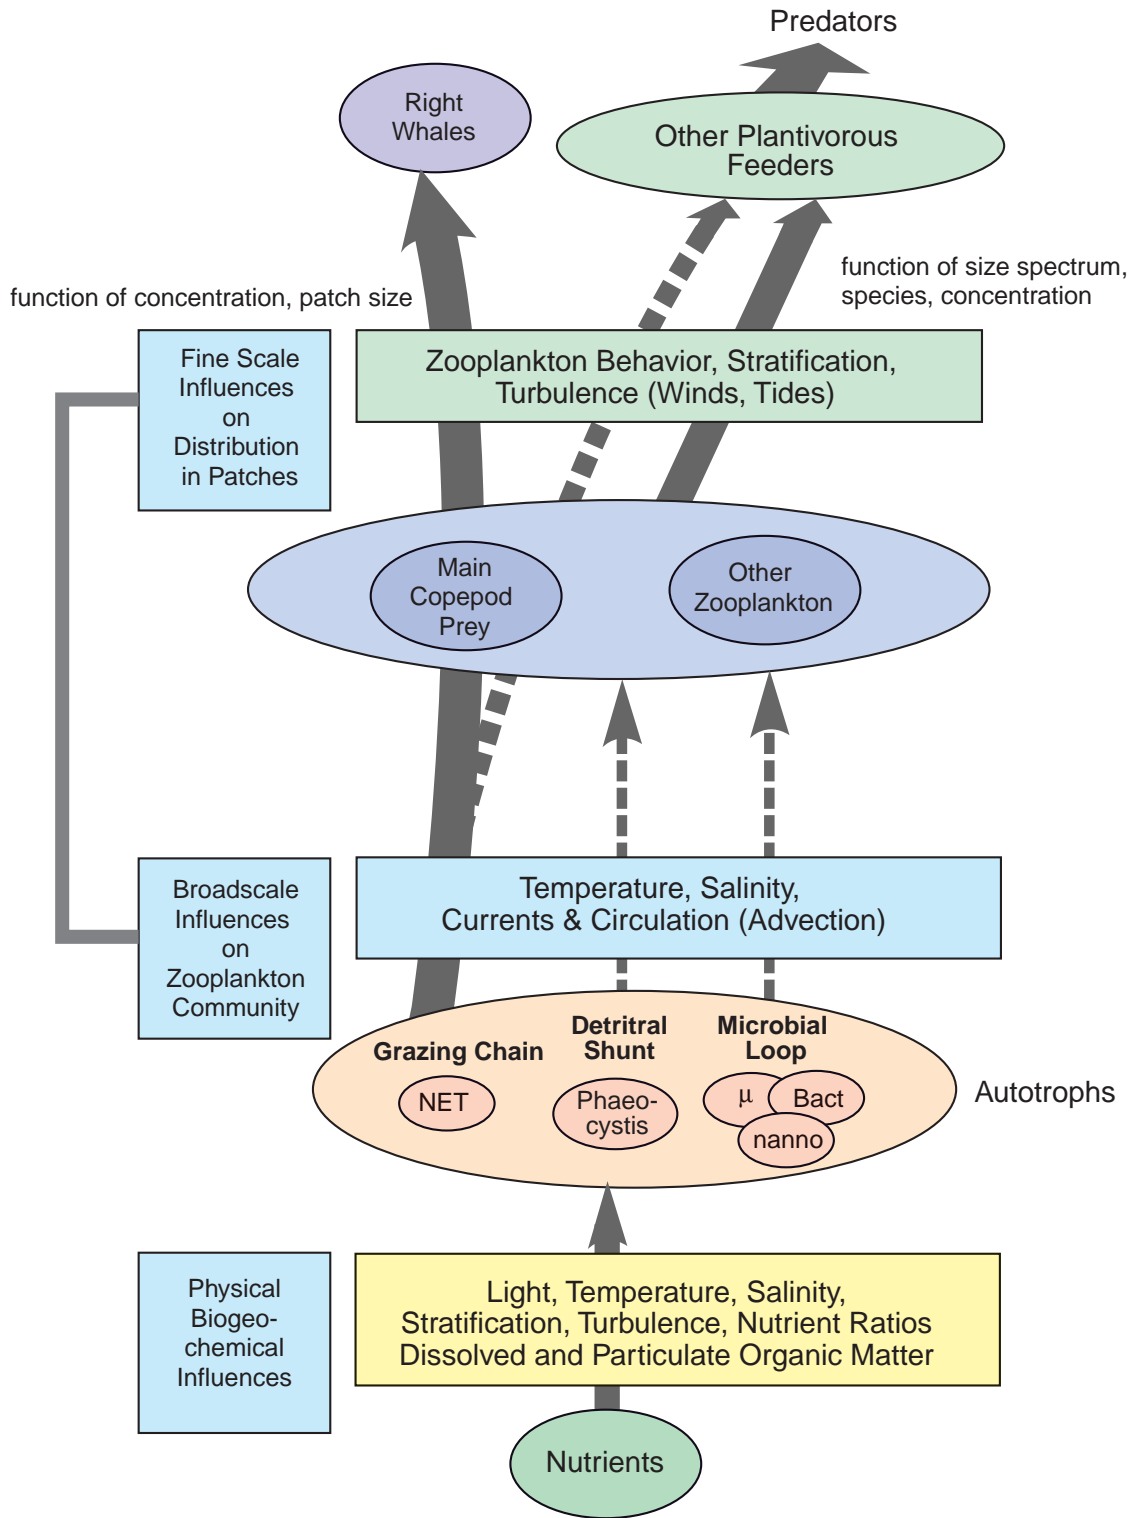 Predators
Right
Whales
Other Plantivorous
Feeders
function of concentration, patch size
function of size spectrum,
species, concentration
Fine Scale
Influences
on
Distribution
in Patches
Zooplankton Behavior, Stratification,
Turbulence (Winds, Tides)
Main
Copepod
Prey
Other
Zooplankton
Broadscale
Influences
on
Zooplankton
Community
Temperature, Salinity,
Currents & Circulation (Advection)
Grazing Chain
Detritral
Shunt
Microbial
Loop
NET
Phaeo-
cystis
μ
Bact
nanno
Autotrophs
Physical
Biogeo-
chemical
Influences
Light, Temperature, Salinity,
Stratification, Turbulence, Nutrient Ratios
Dissolved and Particulate Organic Matter
Nutrients